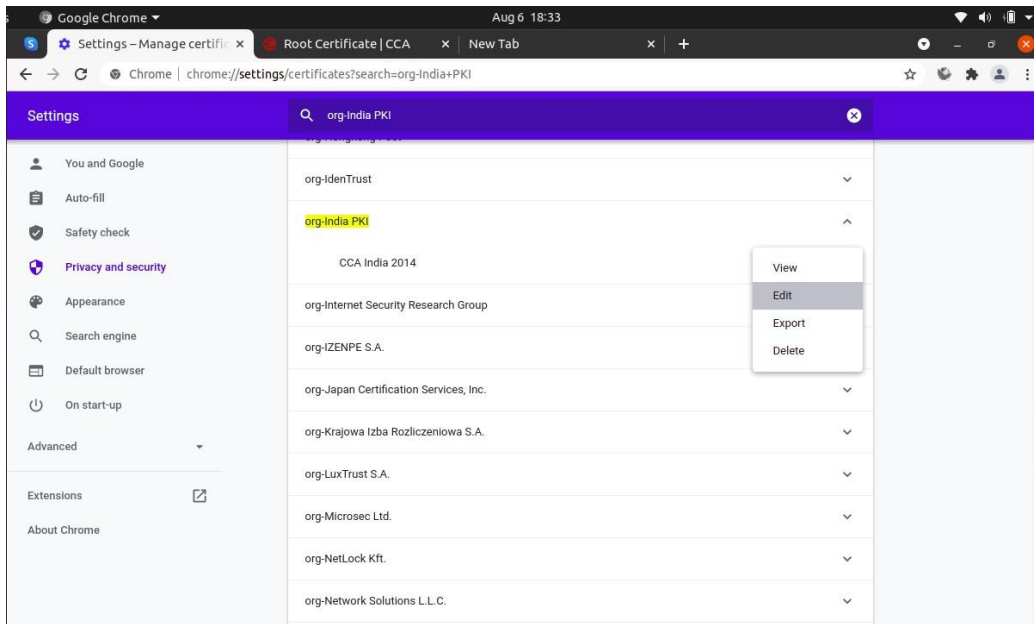 Google Chrome
Aug 6 18:33
Settings – Manage certific
Root Certificate | CCA
New Tab
Chrome | chrome://settings/certificates?search=org-India+PKI
Settings
org-India PKI
You and Google
Auto-fill
Safety check
Privacy and security
Appearance
Search engine
Default browser
On start-up
Advanced
Extensions
About Chrome
org-IdenTrust
org-India PKI
CCA India 2014
org-Internet Security Research Group
org-IZENPE S.A.
org-Japan Certification Services, Inc.
org-Krajowa Izba Rozliczeniowa S.A.
org-LuxTrust S.A.
org-Microsec Ltd.
org-NetLock Kft.
org-Network Solutions L.L.C.
View
Edit
Export
Delete